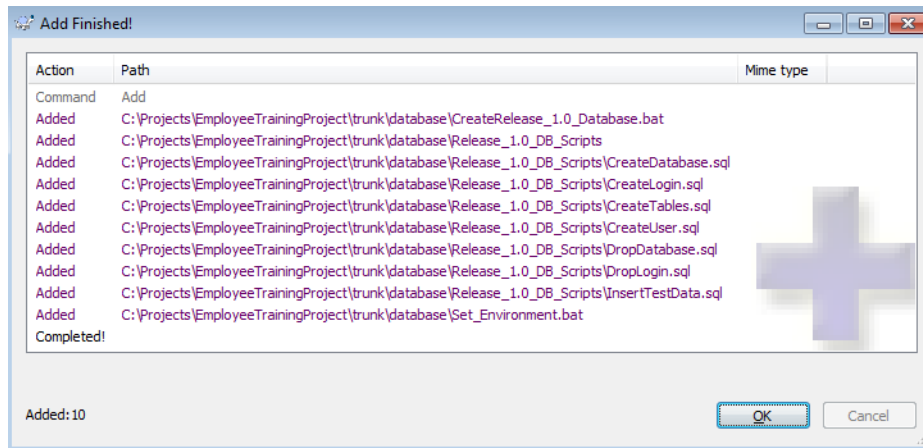 Add Finished!
Action Path Mime type
Command Add
Added C:\Projects\EmployeeTrainingProject\trunk\database\CreateRelease_1.0_Database.bat
Added C:\Projects\EmployeeTrainingProject\trunk\database\Release_1.0_DB_Scripts
Added C:\Projects\EmployeeTrainingProject\trunk\database\Release_1.0_DB_Scripts\CreateDatabase.sql
Added C:\Projects\EmployeeTrainingProject\trunk\database\Release_1.0_DB_Scripts\CreateLogin.sql
Added C:\Projects\EmployeeTrainingProject\trunk\database\Release_1.0_DB_Scripts\CreateTables.sql
Added C:\Projects\EmployeeTrainingProject\trunk\database\Release_1.0_DB_Scripts\CreateUser.sql
Added C:\Projects\EmployeeTrainingProject\trunk\database\Release_1.0_DB_Scripts\DropDatabase.sql
Added C:\Projects\EmployeeTrainingProject\trunk\database\Release_1.0_DB_Scripts\DropLogin.sql
Added C:\Projects\EmployeeTrainingProject\trunk\database\Release_1.0_DB_Scripts\InsertTestData.sql
Added C:\Projects\EmployeeTrainingProject\trunk\database\Set_Environment.bat
Completed!
Added:10 OK Cancel